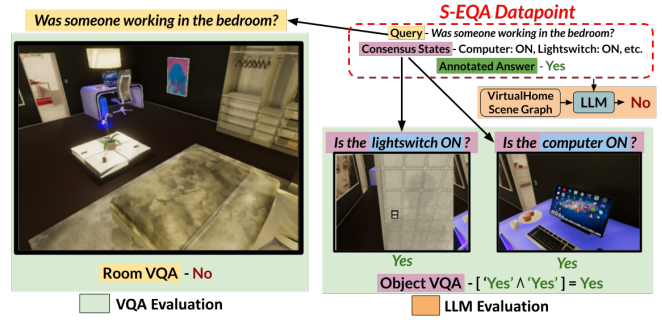 Was someone working in the bedroom?
S-EQA Datapoint
Query - Was someone working in the bedroom?
Consensus States - Computer: ON, Lightswitch: ON, etc.
Annotated Answer - Yes
VirtualHome
Scene Graph
LLM
No
Is the lightswitch ON ?
Is the computer ON ?
Yes
Yes
Room VQA - No
Object VQA - [ 'Yes' ∧ 'Yes' ] = Yes
VQA Evaluation
LLM Evaluation